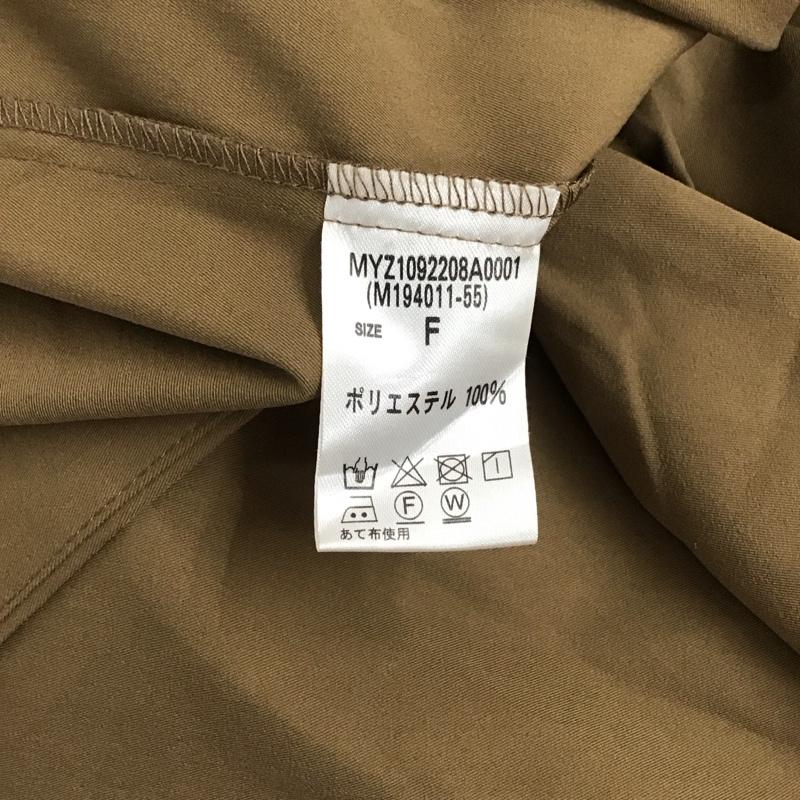 MYZ1092208A0001
(M194011-55)
SIZE F
ポリエステル 100%
F W
あて布使用